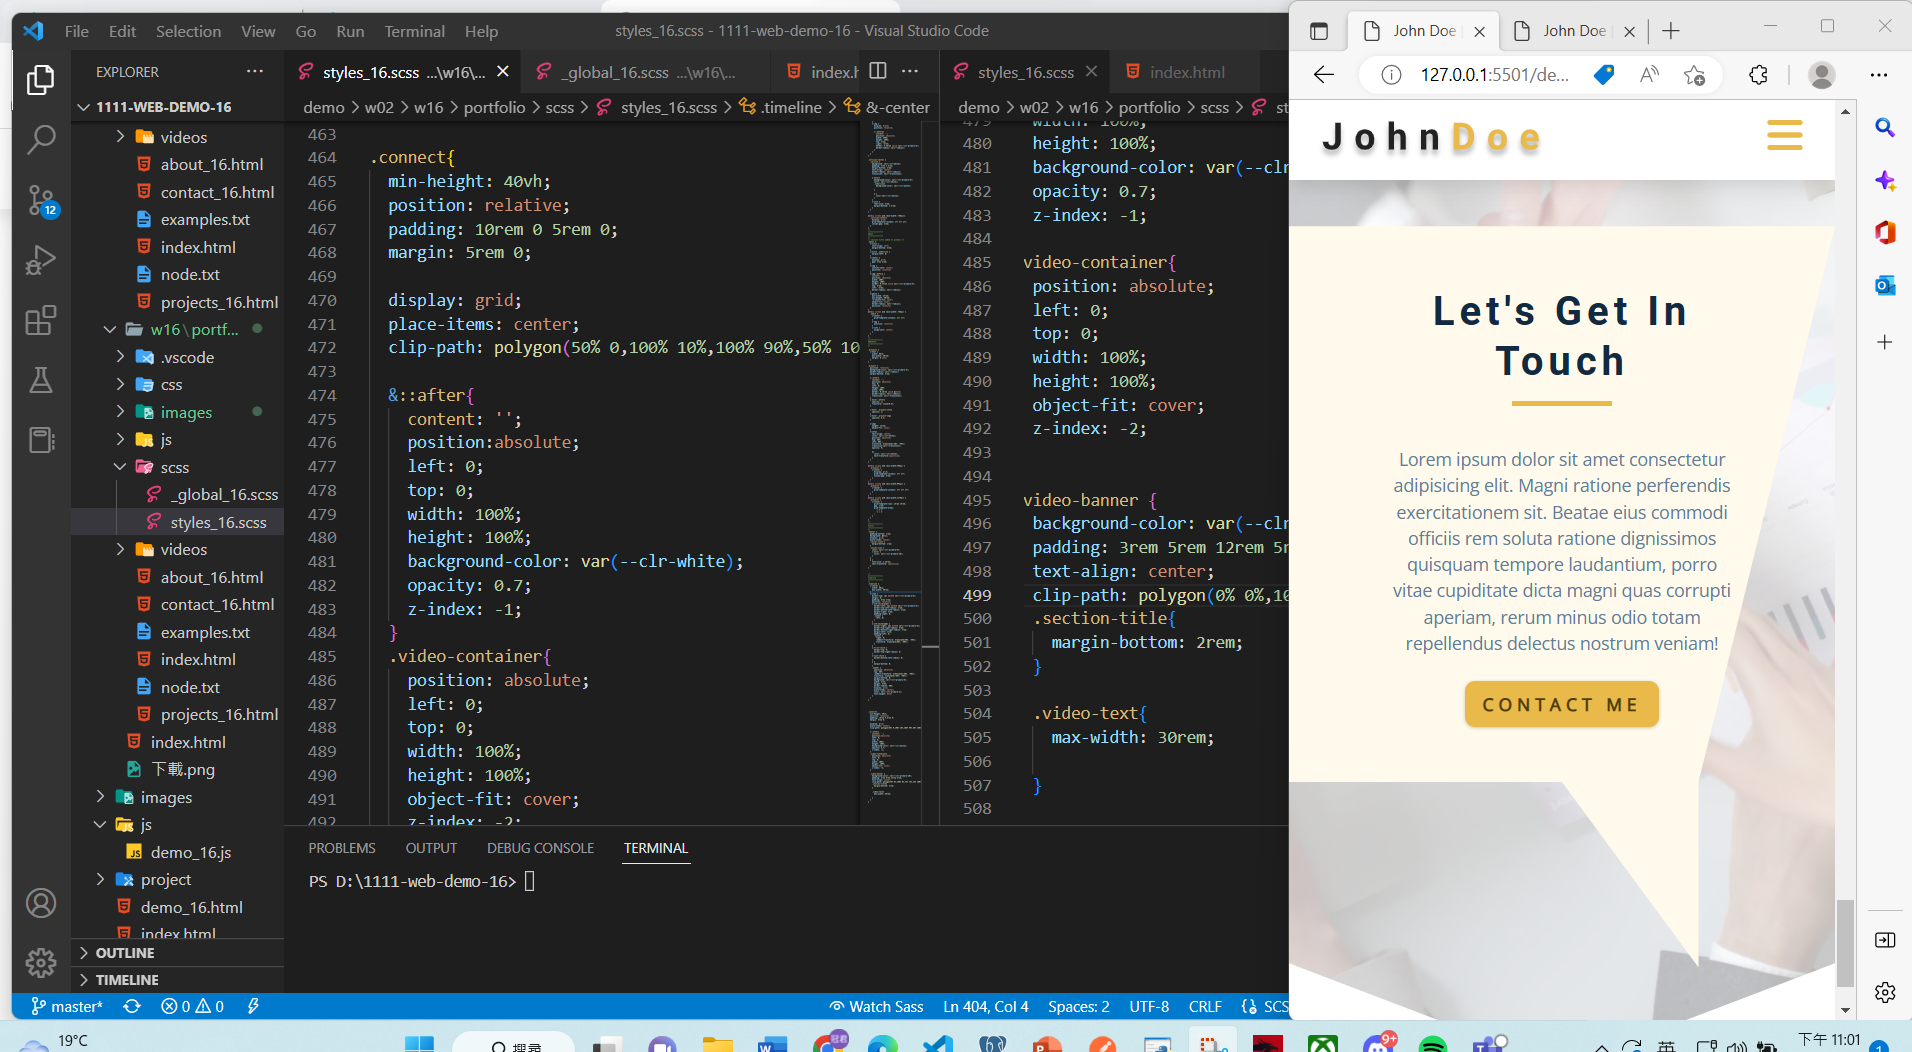 File Edit Selection View Go Run Terminal Help
styles_16.scss - 1111-web-demo-16 - Visual Studio Code
EXPLORER
1111-WEB-DEMO-16
videos
about_16.html
contact_16.html
examples.txt
index.html
node.txt
projects_16.html
w16\portf...
.vscode
css
images
js
scss
_global_16.scss
styles_16.scss
videos
about_16.html
contact_16.html
examples.txt
index.html
node.txt
projects_16.html
index.html
下載.png
images
js
demo_16.js
project
demo_16.html
index.html
OUTLINE
TIMELINE
12
styles_16.scss ...\w16\...
_global_16.scss ...\w16\...
index.h
demo > w02 > w16 > portfolio > scss > styles_16.scss > .timeline > &-center
463
464 .connect{
465 min-height: 40vh;
466 position: relative;
467 padding: 10rem 0 5rem 0;
468 margin: 5rem 0;
469
470 display: grid;
471 place-items: center;
472 clip-path: polygon(50% 0,100% 10%,100% 90%,50% 10
473
474 &::after{
475 content: '';
476 position:absolute;
477 left: 0;
478 top: 0;
479 width: 100%;
480 height: 100%;
481 background-color: var(--clr-white);
482 opacity: 0.7;
483 z-index: -1;
484 }
485 .video-container{
486 position: absolute;
487 left: 0;
488 top: 0;
489 width: 100%;
490 height: 100%;
491 object-fit: cover;
492 z-index: -2;
styles_16.scss
index.html
demo > w02 > w16 > portfolio > scss > st
479 width: 100%;
480 height: 100%;
481 background-color: var(--clr
482 opacity: 0.7;
483 z-index: -1;
484
485 video-container{
486 position: absolute;
487 left: 0;
488 top: 0;
489 width: 100%;
490 height: 100%;
491 object-fit: cover;
492 z-index: -2;
493
494
495 video-banner {
496 background-color: var(--clr
497 padding: 3rem 5rem 12rem 5r
498 text-align: center;
499 clip-path: polygon(0% 0%,10
500 .section-title{
501 margin-bottom: 2rem;
502 }
503
504 .video-text{
505 max-width: 30rem;
506
507 }
508
PROBLEMS OUTPUT DEBUG CONSOLE TERMINAL
PS D:\1111-web-demo-16>
master* 0 0
Watch Sass Ln 404, Col 4 Spaces: 2 UTF-8 CRLF SCS
John Doe
John Doe
127.0.0.1:5501/de...
JohnDoe
Let's Get In
Touch
Lorem ipsum dolor sit amet consectetur
adipisicing elit. Magni ratione perferendis
exercitationem sit. Beatae eius commodi
officiis rem soluta ratione dignissimos
quisquam tempore laudantium, porro
vitae cupiditate dicta magni quas corrupti
aperiam, rerum minus odio totam
repellendus delectus nostrum veniam!
CONTACT ME
19°C
搜尋
9+
英
下午 11:01